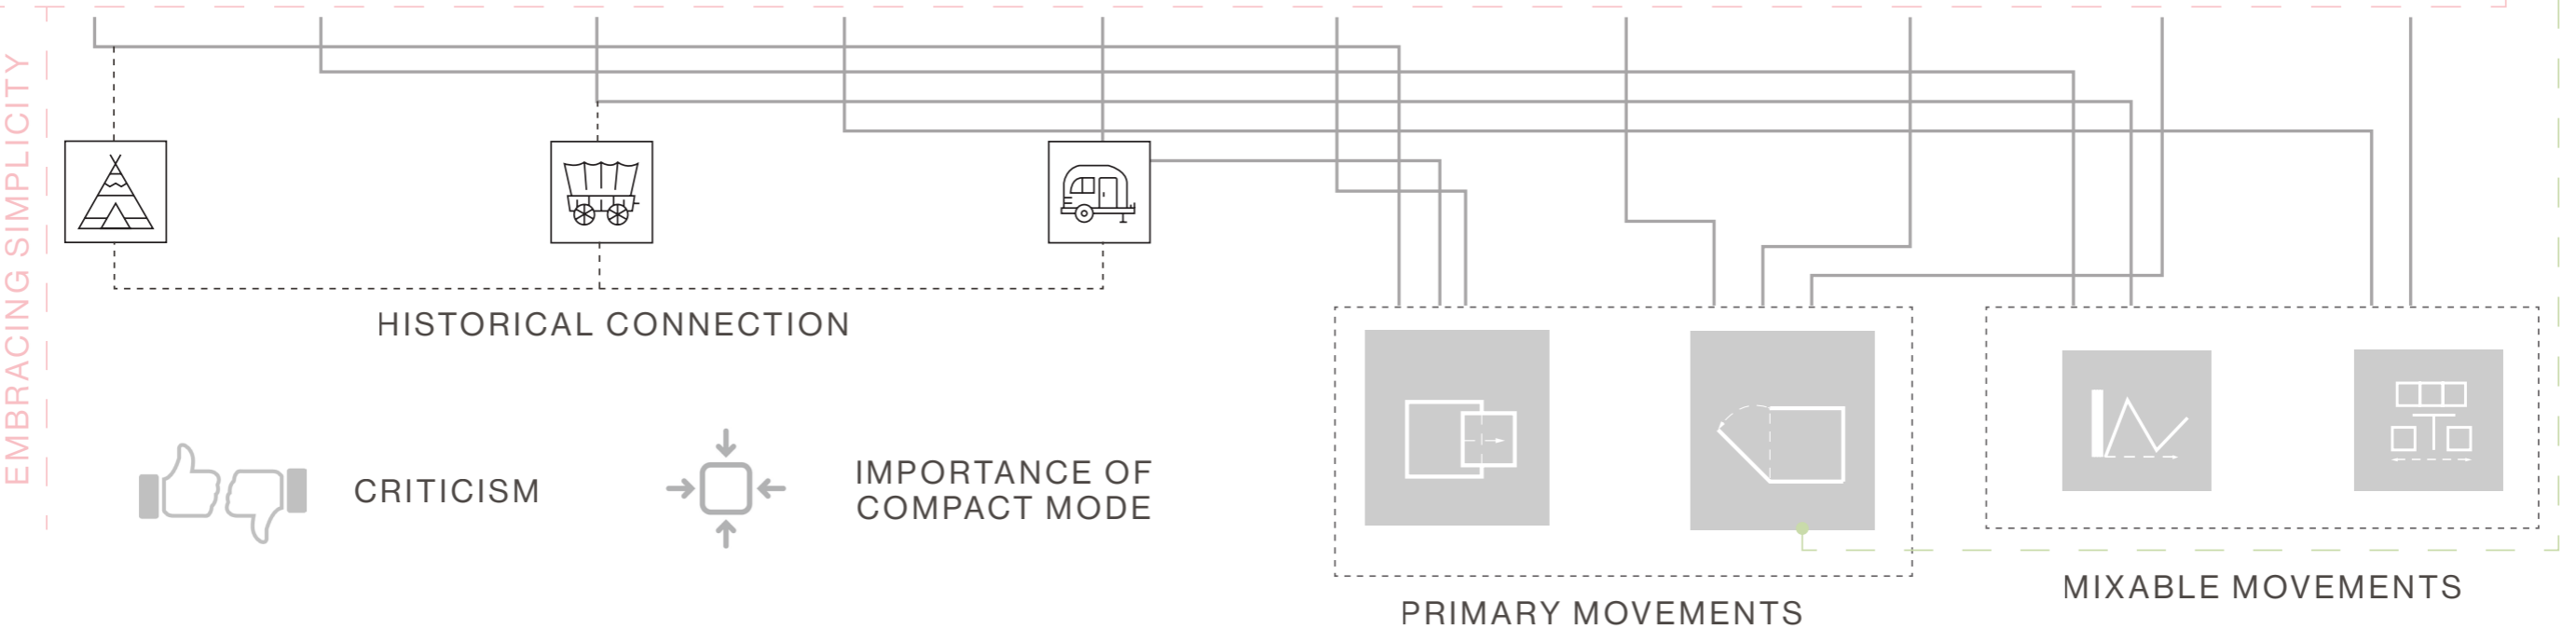 EMBRACING SIMPLICITY
HISTORICAL CONNECTION
CRITICISM
IMPORTANCE OF
COMPACT MODE
PRIMARY MOVEMENTS
MIXABLE MOVEMENTS